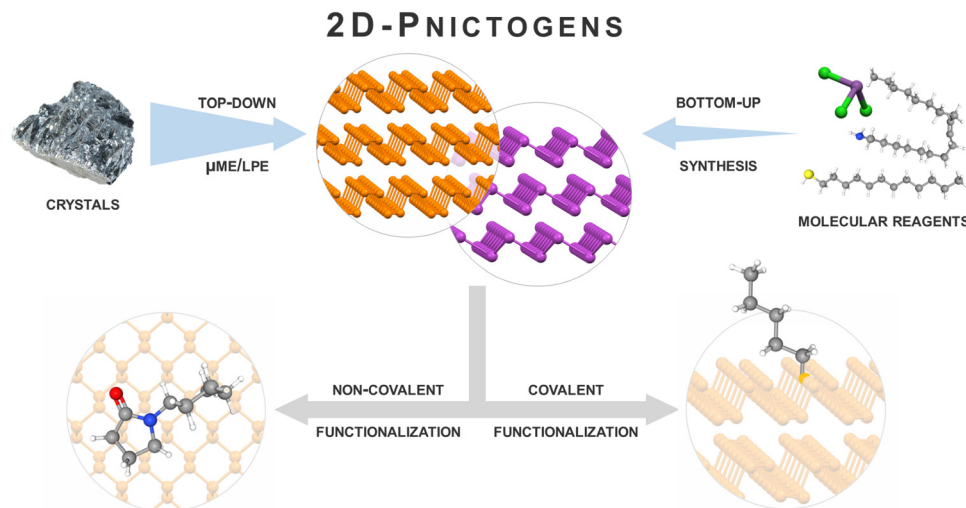 2D-PNICTOGENS
TOP-DOWN
µME/LPE
CRYSTALS
BOTTOM-UP
SYNTHESIS
MOLECULAR REAGENTS
NON-COVALENT
FUNCTIONALIZATION
COVALENT
FUNCTIONALIZATION